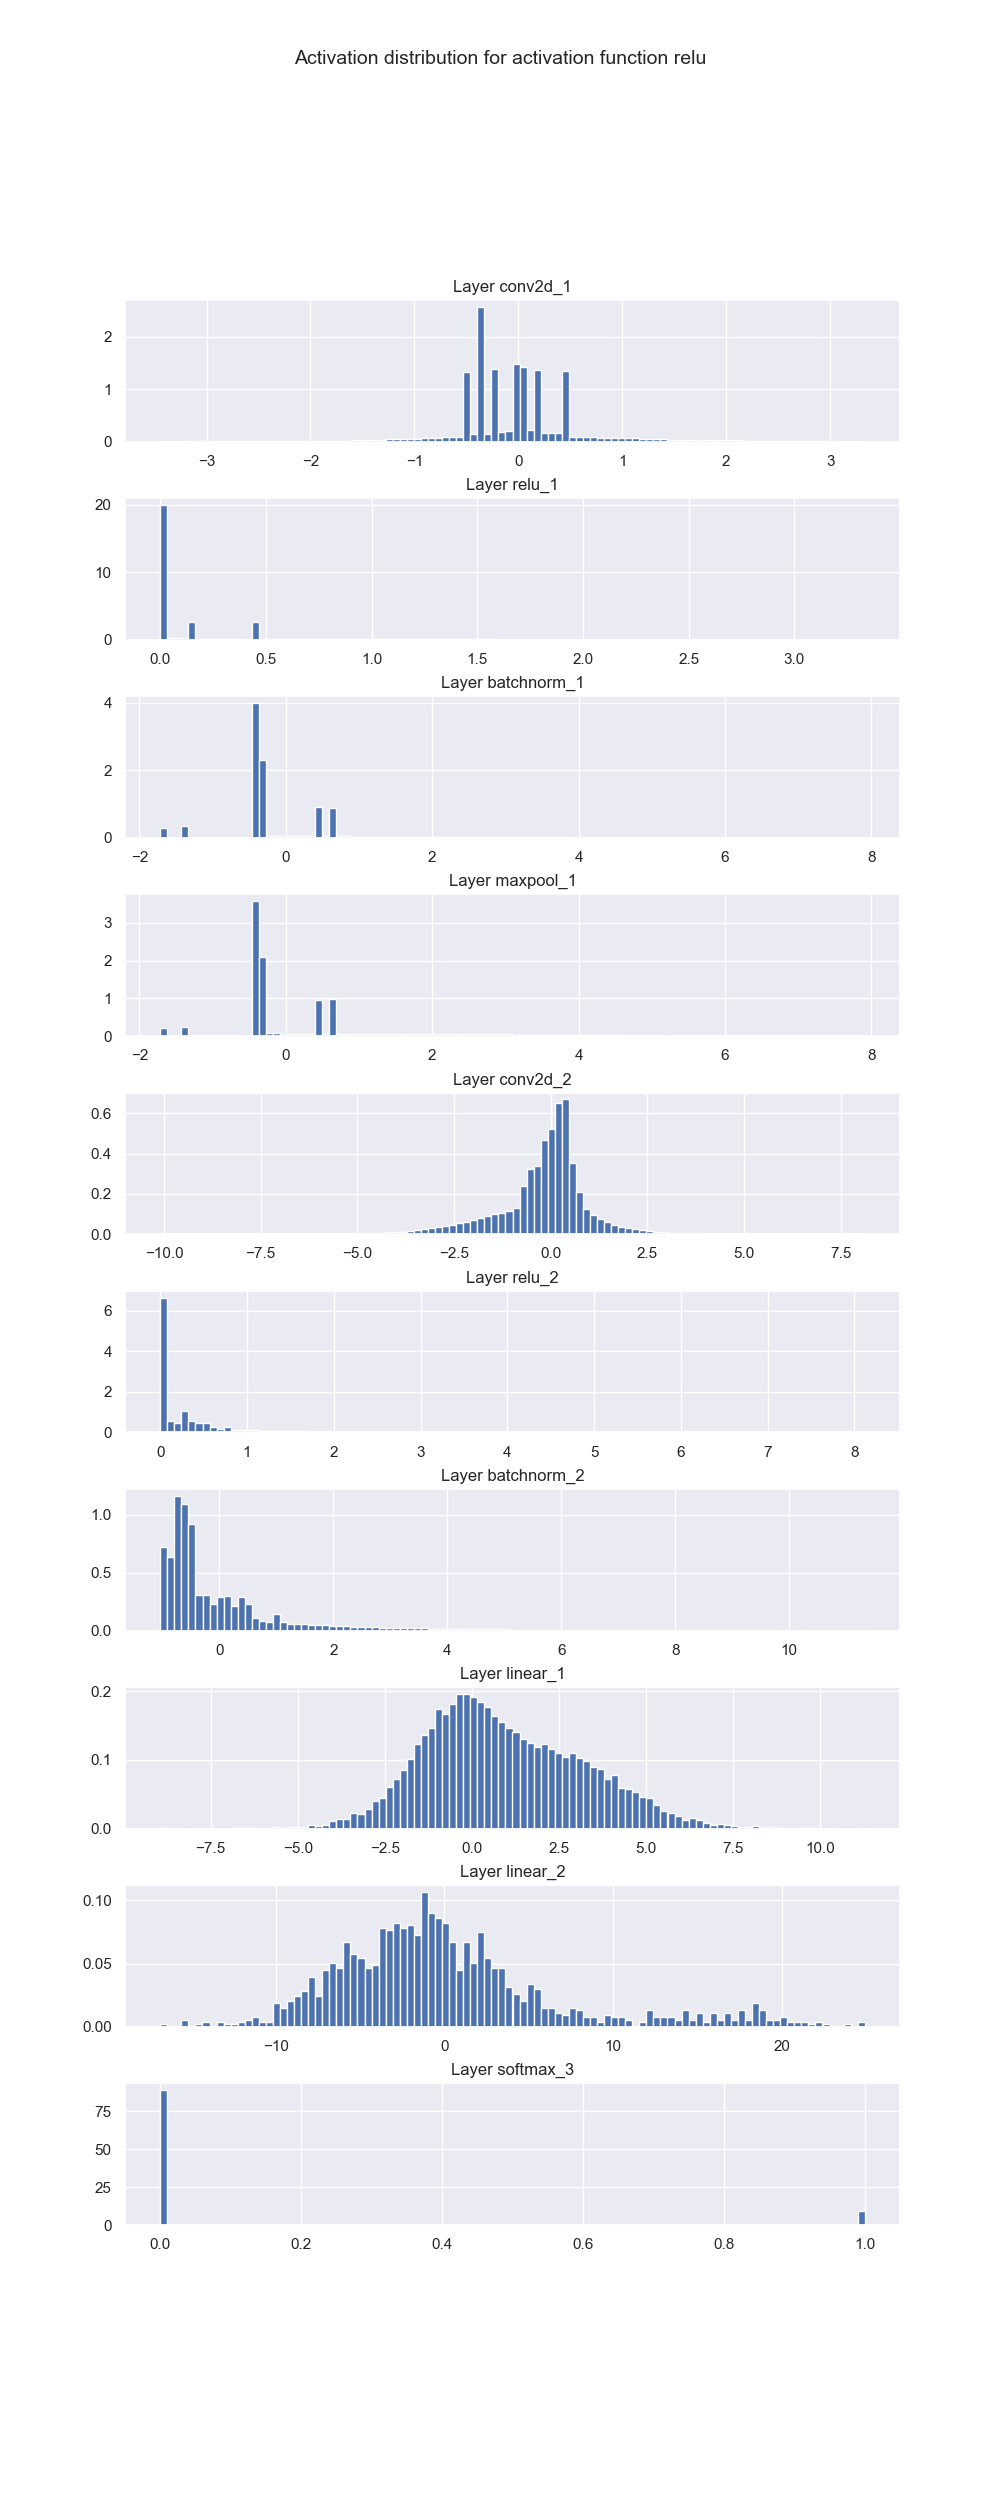 Activation distribution for activation function relu
Layer conv2d_1
2
1
0
−3 −2 −1 0 1 2 3
Layer relu_1
20
10
0
0.0 0.5 1.0 1.5 2.0 2.5 3.0
Layer batchnorm_1
4
2
0
−2 0 2 4 6 8
Layer maxpool_1
3
2
1
0
−2 0 2 4 6 8
Layer conv2d_2
0.6
0.4
0.2
0.0
−10.0 −7.5 −5.0 −2.5 0.0 2.5 5.0 7.5
Layer relu_2
6
4
2
0
0 1 2 3 4 5 6 7 8
Layer batchnorm_2
1.0
0.5
0.0
0 2 4 6 8 10
Layer linear_1
0.2
0.1
0.0
−7.5 −5.0 −2.5 0.0 2.5 5.0 7.5 10.0
Layer linear_2
0.10
0.05
0.00
−10 0 10 20
Layer softmax_3
75
50
25
0
0.0 0.2 0.4 0.6 0.8 1.0